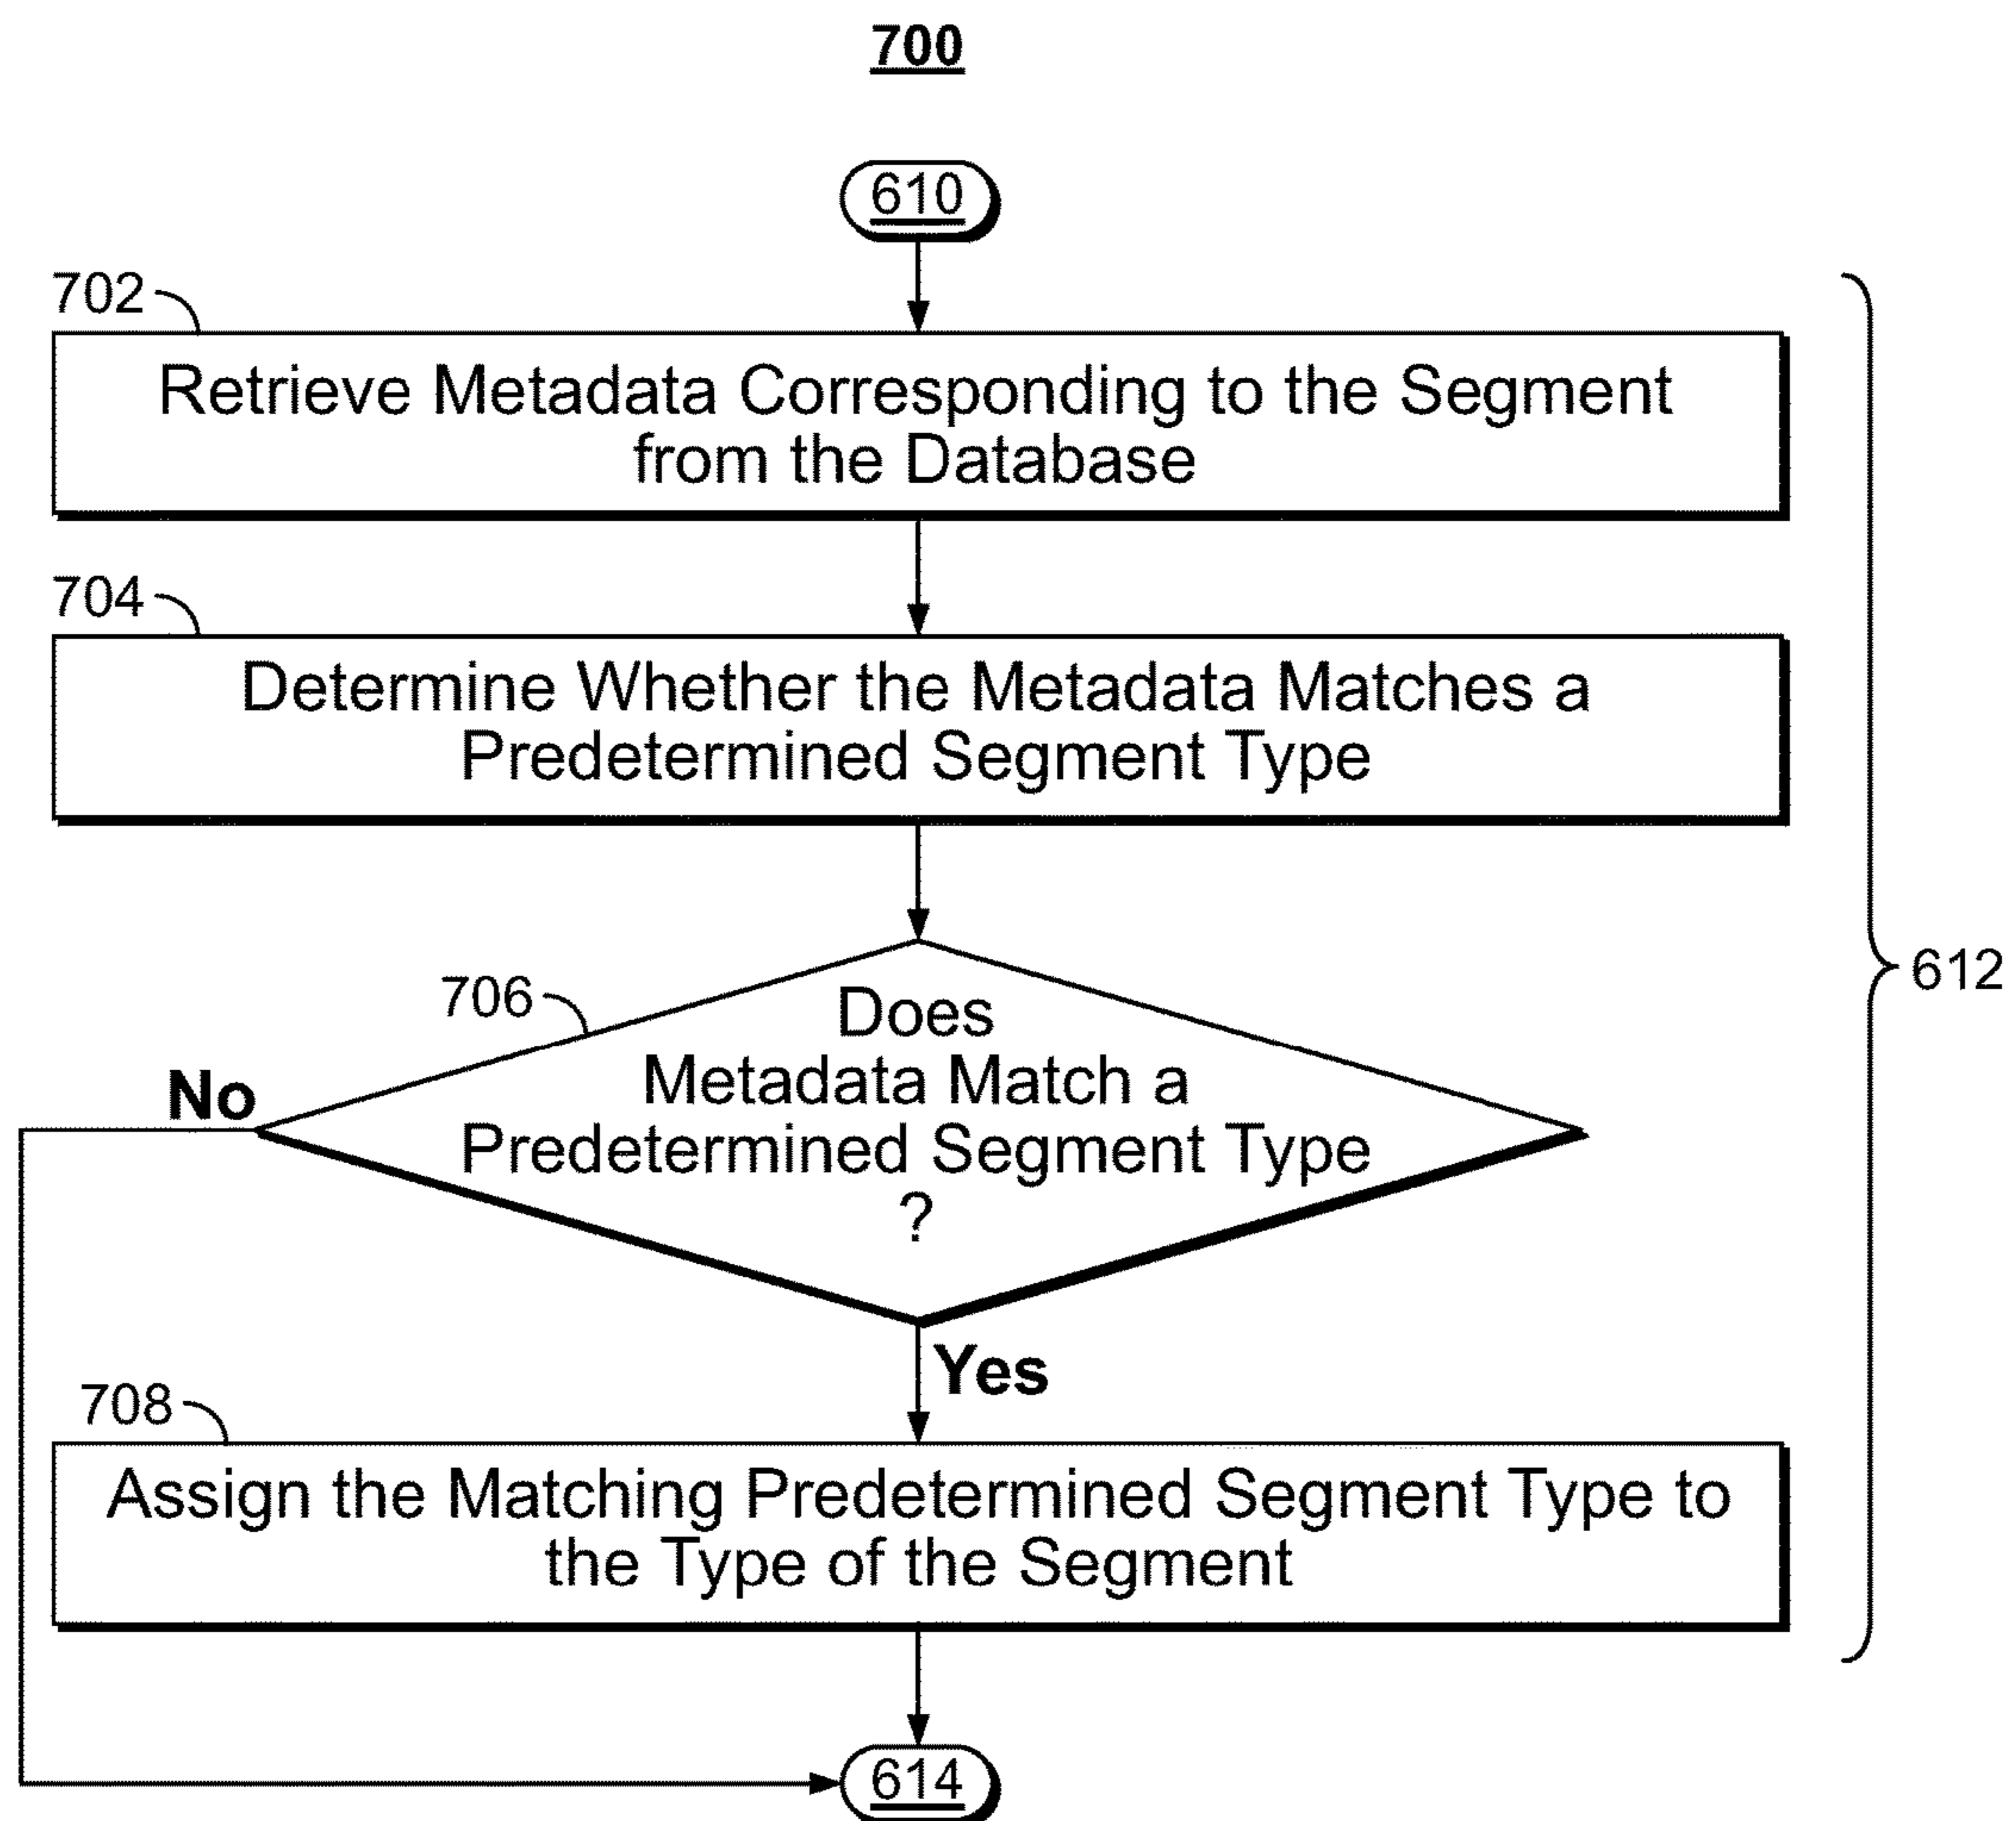 700
610
702
Retrieve Metadata Corresponding to the Segment
from the Database
704
Determine Whether the Metadata Matches a
Predetermined Segment Type
706
Does
Metadata Match a
Predetermined Segment Type
?
No
Yes
612
708
Assign the Matching Predetermined Segment Type to
the Type of the Segment
614